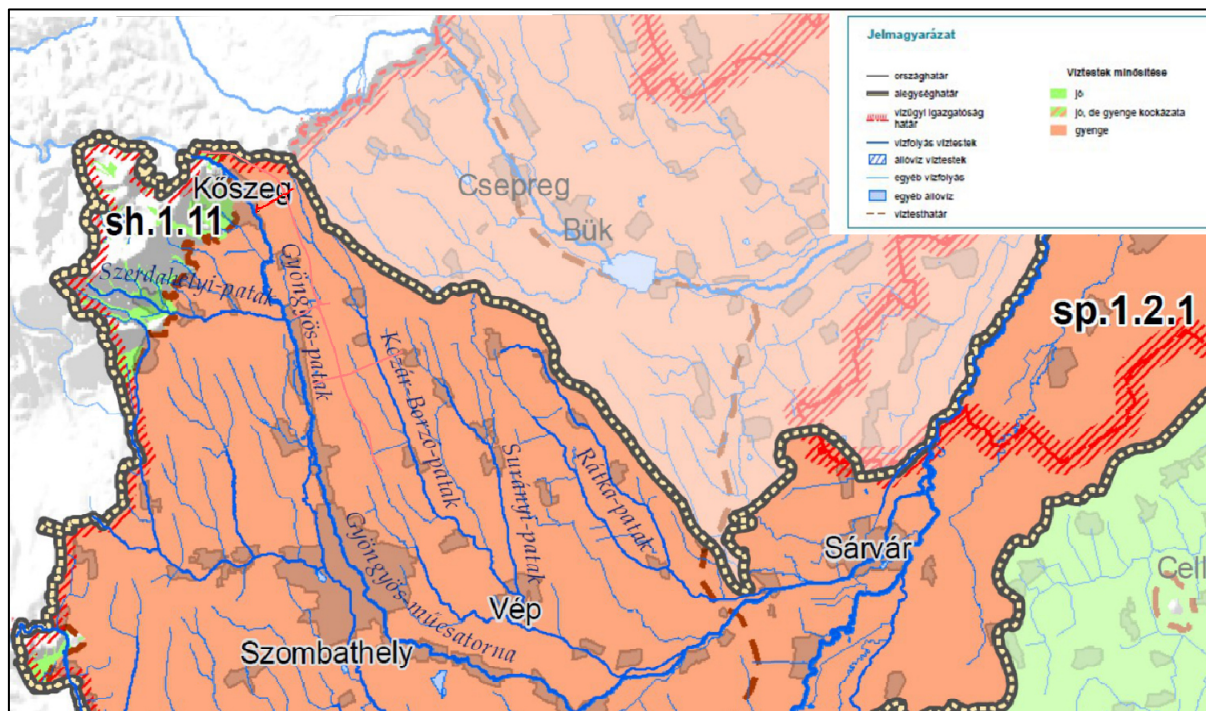 Jelmagyarázat
országhatár
alegységhatár
vízügyi igazgatóság
határ
vízfolyás víztestek
állóvíz víztestek
egyéb vízfolyás
egyéb állóvíz
víztesthatár
Víztestek minősítése
jó
jó, de gyenge kockázata
gyenge
Kőszeg
sh.1.11
Csepreg
Bük
Szerdahelyi-patak
Gyöngyös-patak
sp.1.2.1
Kozár-Borzó-patak
Surányi-patak
Rátka-patak
Sárvár
Cell
Gyöngyös-műcsatorna
Vép
Szombathely